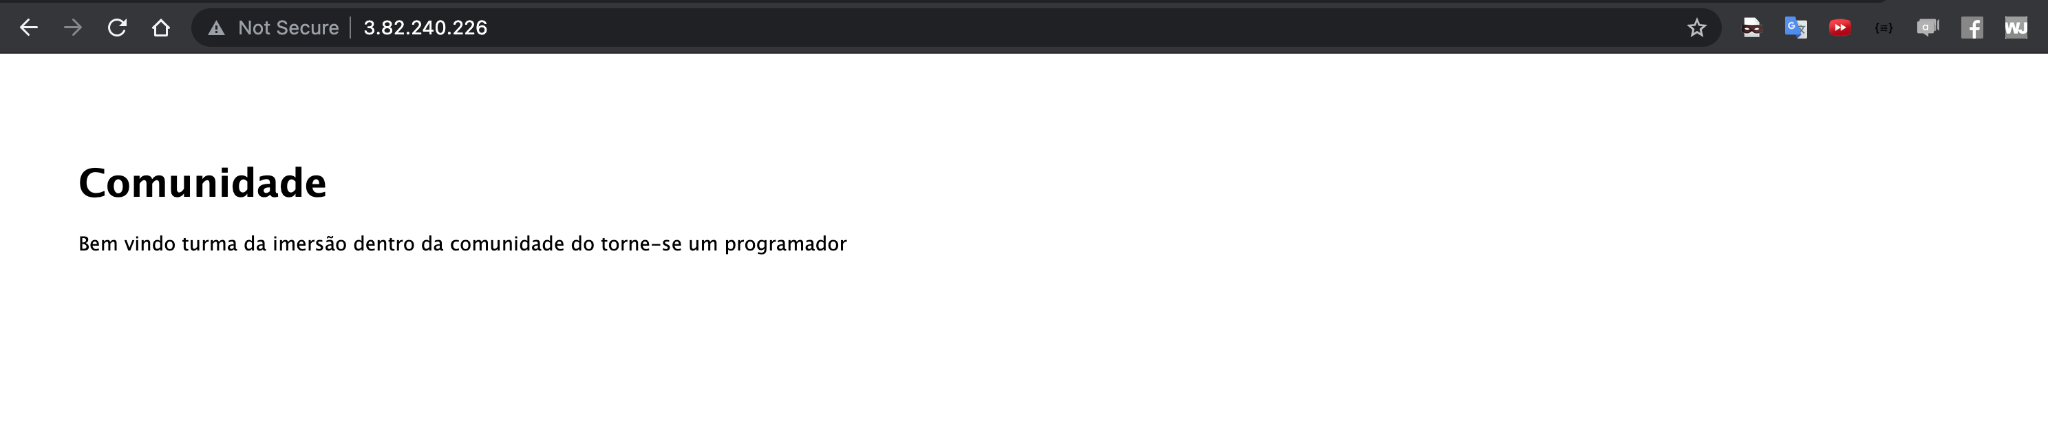 Not Secure | 3.82.240.226
Comunidade
Bem vindo turma da imersão dentro da comunidade do torne-se um programador